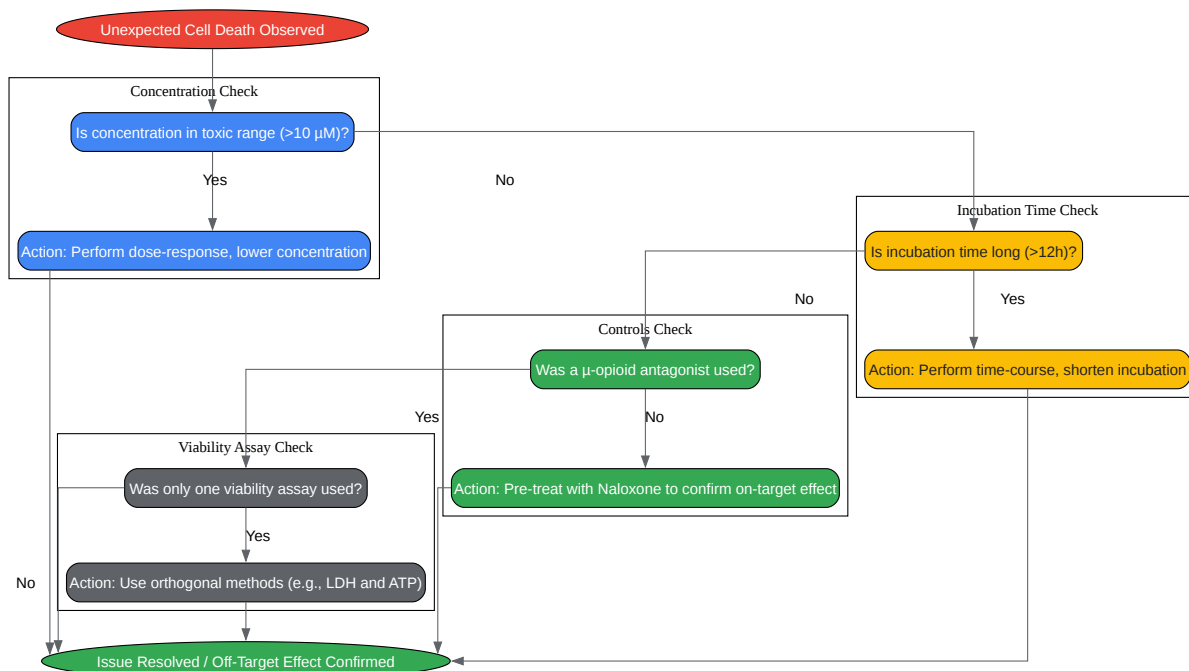 Unexpected Cell Death Observed
Concentration Check
Is concentration in toxic range (>10 µM)?
Yes
No
Action: Perform dose-response, lower concentration
Incubation Time Check
Is incubation time long (>12h)?
No
Yes
Controls Check
Was a µ-opioid antagonist used?
Action: Perform time-course, shorten incubation
Yes
No
Viability Assay Check
Was only one viability assay used?
Action: Pre-treat with Naloxone to confirm on-target effect
Yes
No
Action: Use orthogonal methods (e.g., LDH and ATP)
Issue Resolved / Off-Target Effect Confirmed